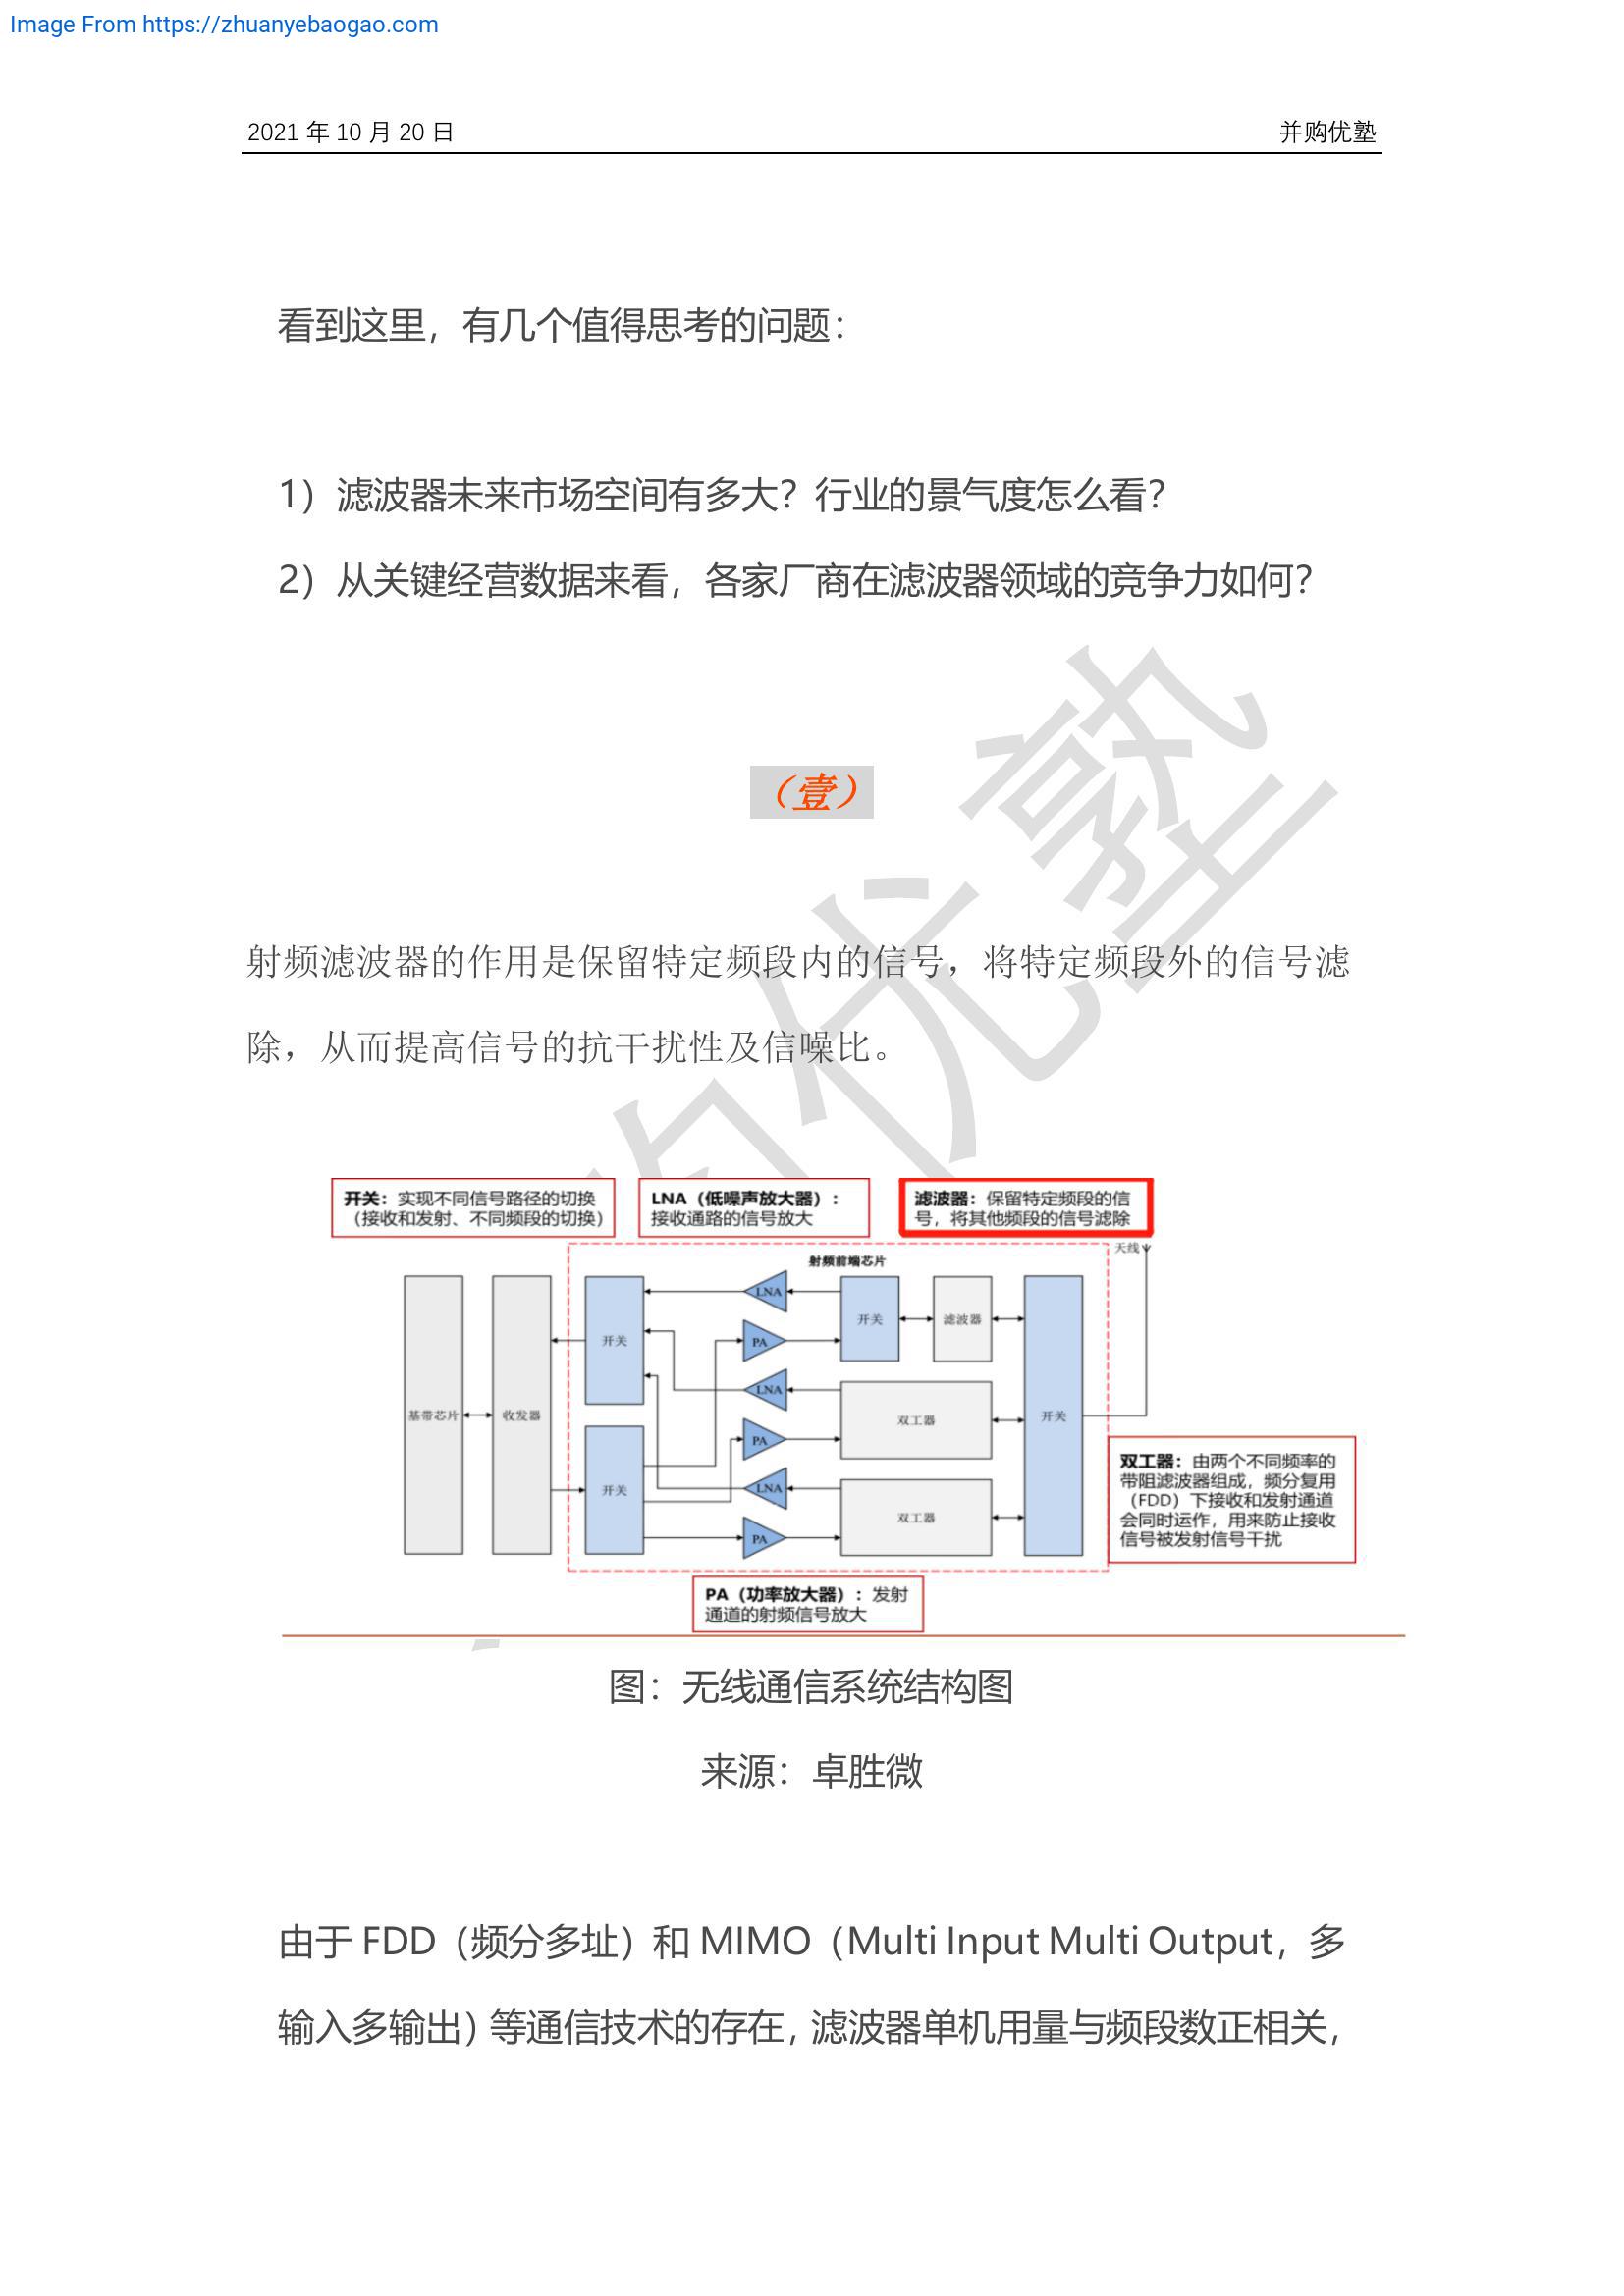 Image From https://zhuanyebaogao.com
2021 年 10 月 20 日
并购优塾
看到这里，有几个值得思考的问题：
1）滤波器未来市场空间有多大？行业的景气度怎么看？
2）从关键经营数据来看，各家厂商在滤波器领域的竞争力如何？
（壹）
射频滤波器的作用是保留特定频段内的信号，将特定频段外的信号滤
除，从而提高信号的抗干扰性及信噪比。
开关：实现不同信号路径的切换
（接收和发射、不同频段的切换）
LNA（低噪声放大器）：
接收通路的信号放大
滤波器：保留特定频段的信
号，将其他频段的信号滤除
天线
射频前端芯片
LNA
开关
滤波器
开关
PA
LNA
基带芯片
收发器
双工器
开关
PA
LNA
开关
双工器
PA
双工器：由两个不同频率的
带阻滤波器组成，频分复用
（FDD）下接收和发射通道
会同时运作，用来防止接收
信号被发射信号干扰
PA（功率放大器）：发射
通道的射频信号放大
图：无线通信系统结构图
来源：卓胜微
由于 FDD（频分多址）和 MIMO（Multi Input Multi Output，多
输入多输出）等通信技术的存在，滤波器单机用量与频段数正相关，
购优塾